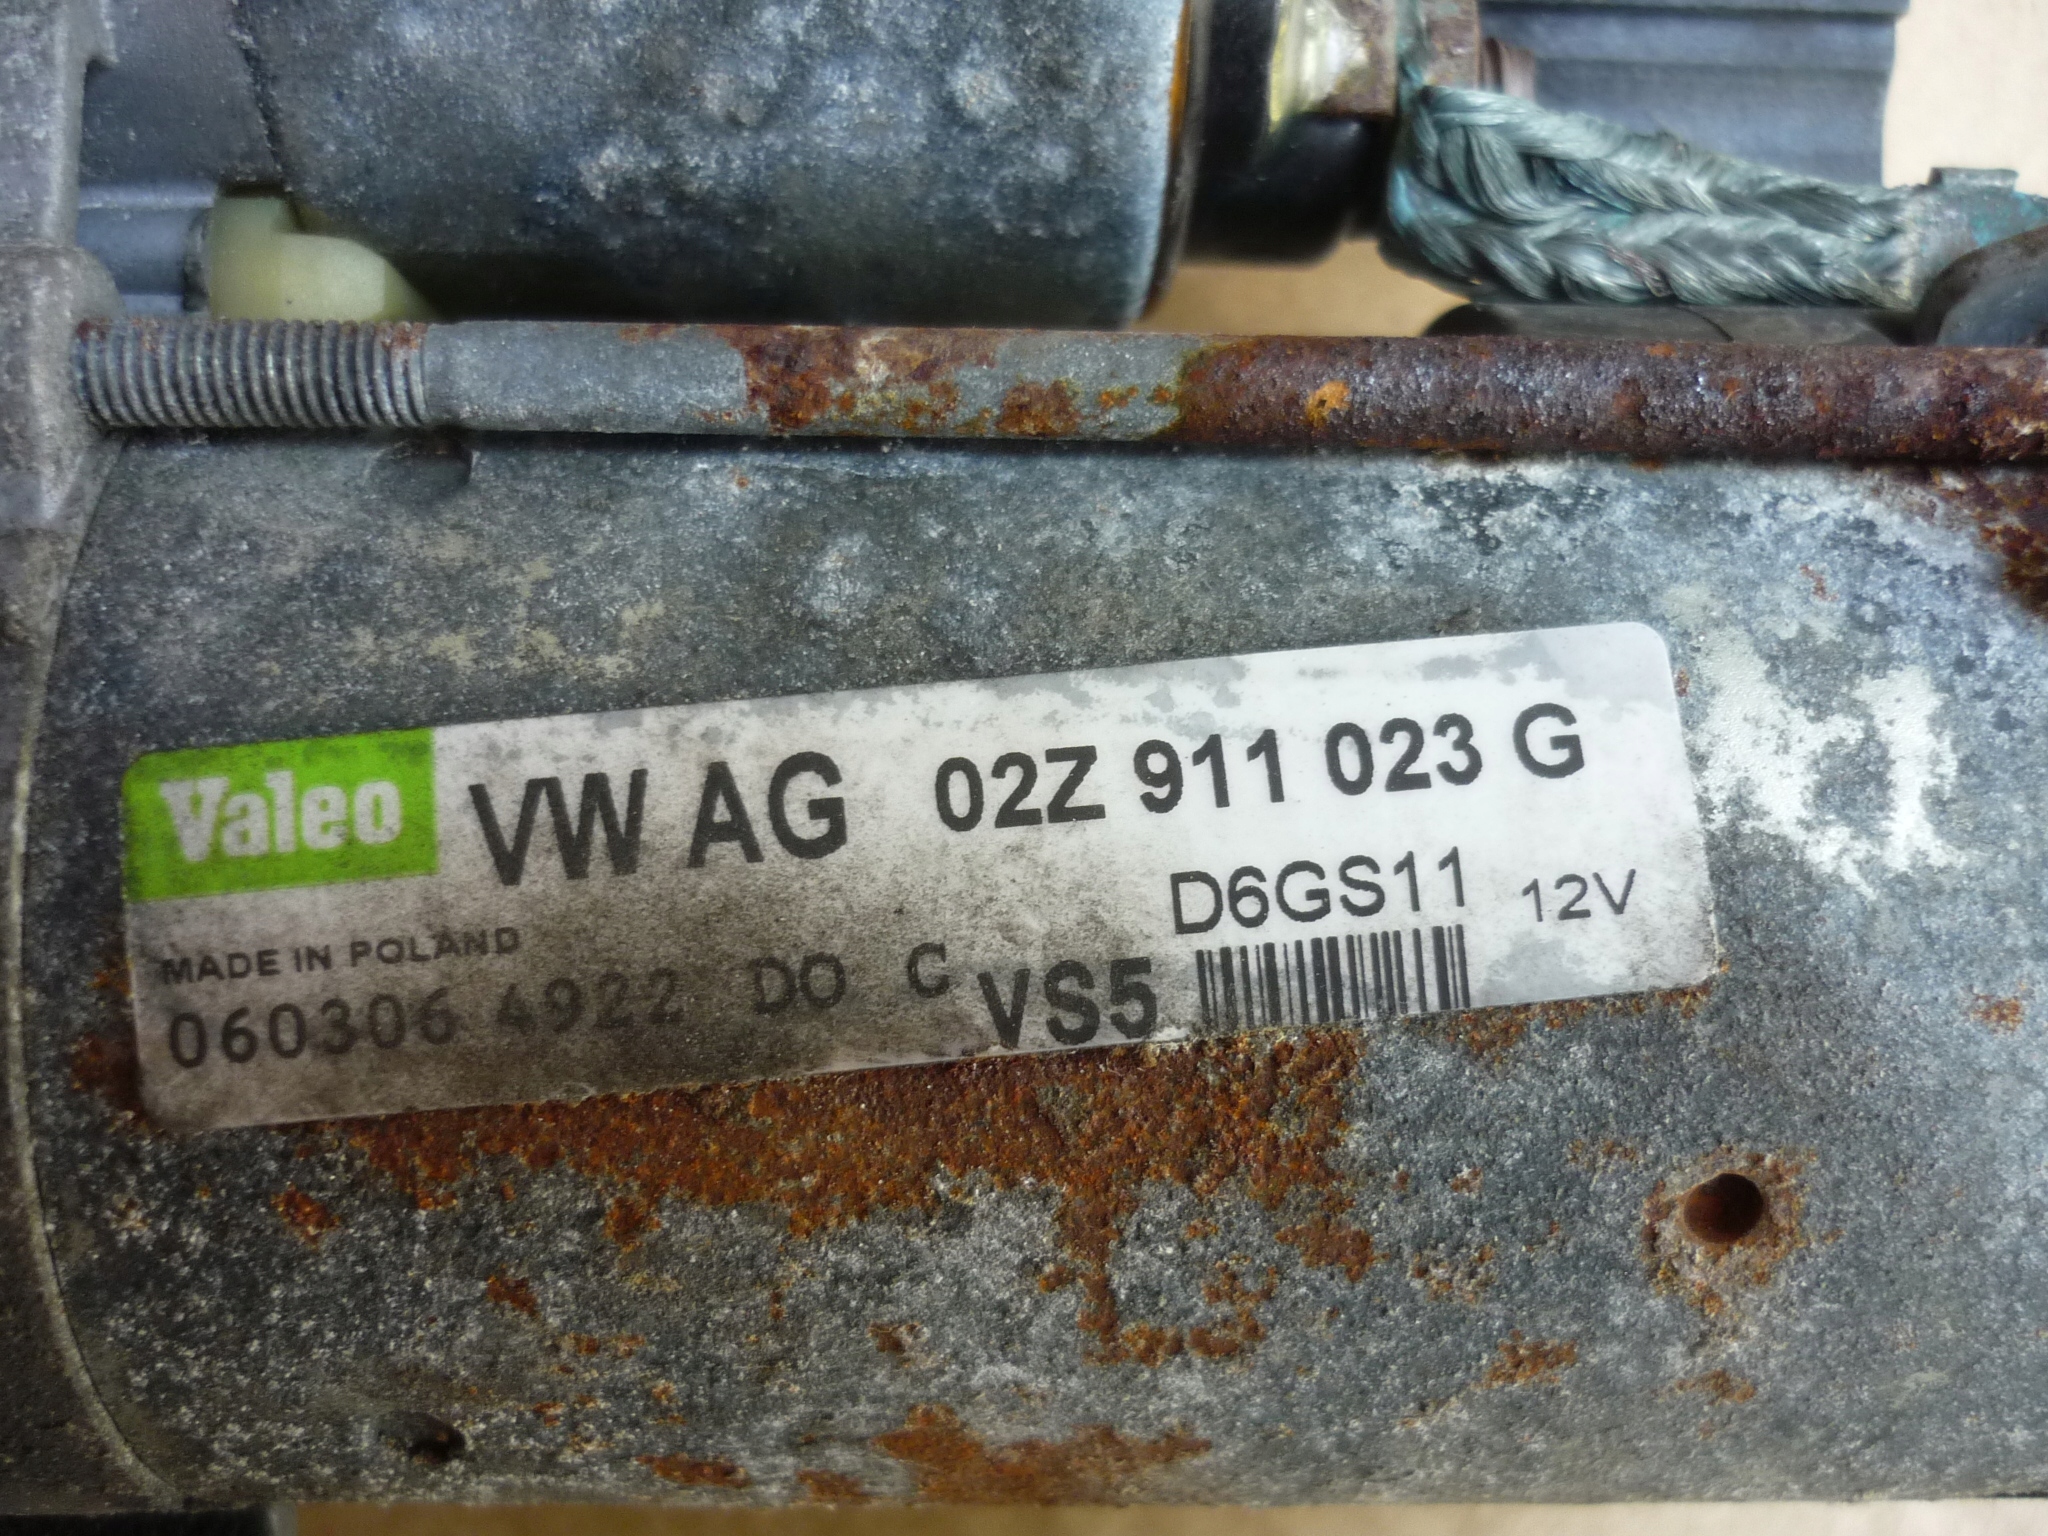 Valeo VW AG 02Z 911 023 G
D6GS11 12V
MADE IN POLAND
060306 4922 DO C VS5